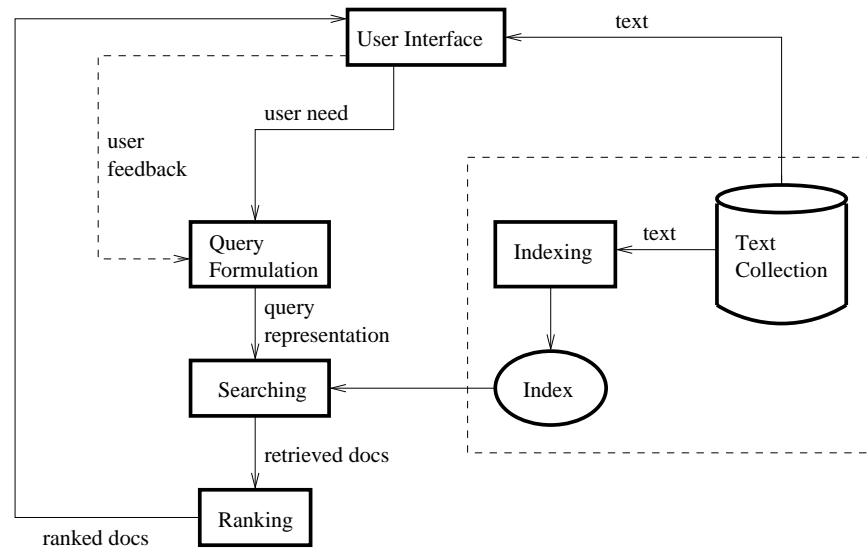 User Interface
text
user need
user
feedback
Query
Formulation
Indexing
text
Text
Collection
query
representation
Searching
Index
retrieved docs
Ranking
ranked docs